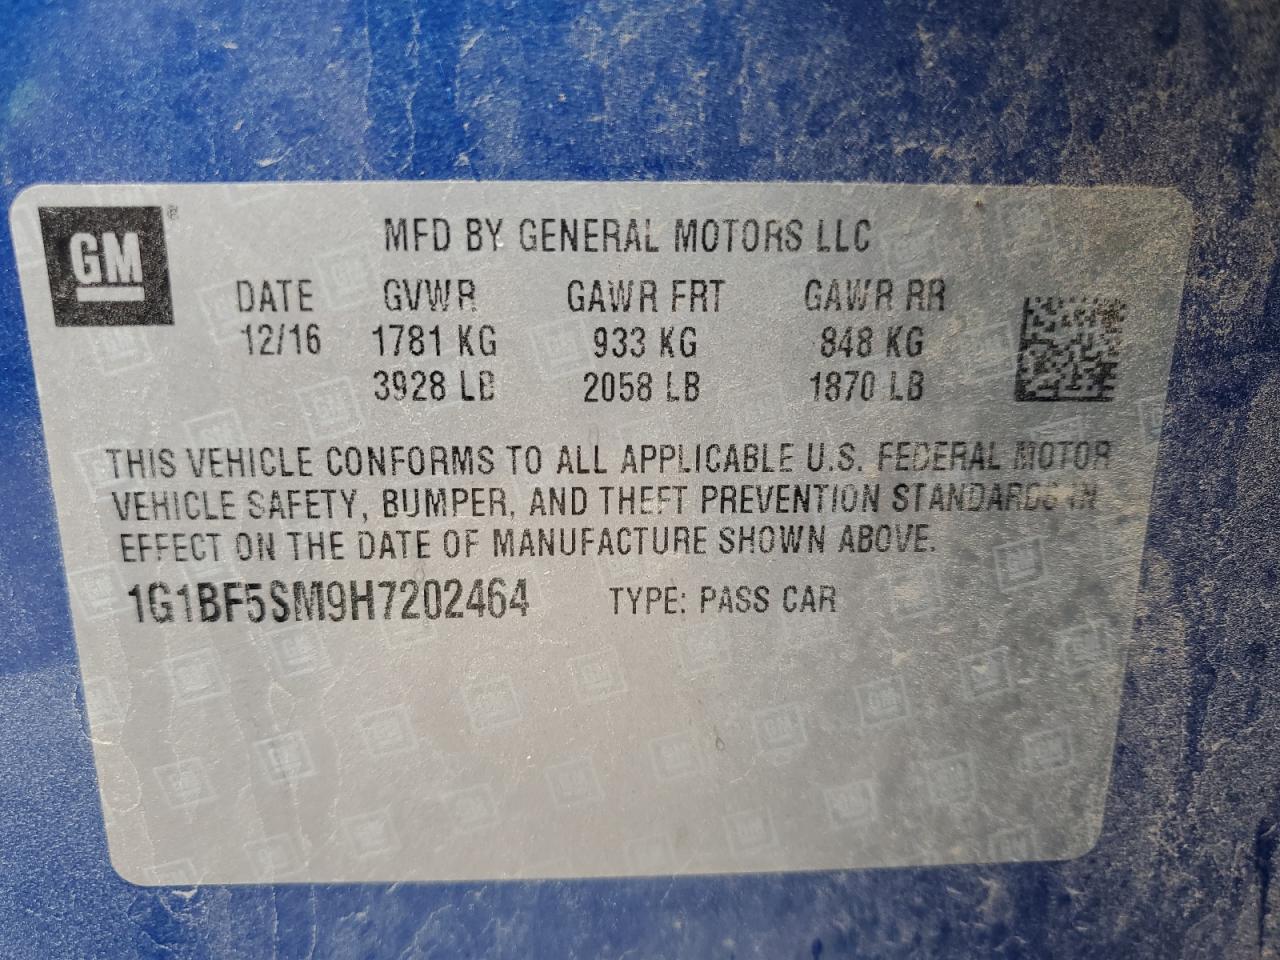 GM®
MFD BY GENERAL MOTORS LLC
DATE GVWR GAWR FRT GAWR RR
12/16 1781 KG 933 KG 848 KG
3928 LB 2058 LB 1870 LB
THIS VEHICLE CONFORMS TO ALL APPLICABLE U.S. FEDERAL MOTOR
VEHICLE SAFETY, BUMPER, AND THEFT PREVENTION STANDARDS IN
EFFECT ON THE DATE OF MANUFACTURE SHOWN ABOVE.
1G1BF5SM9H7202464 TYPE: PASS CAR